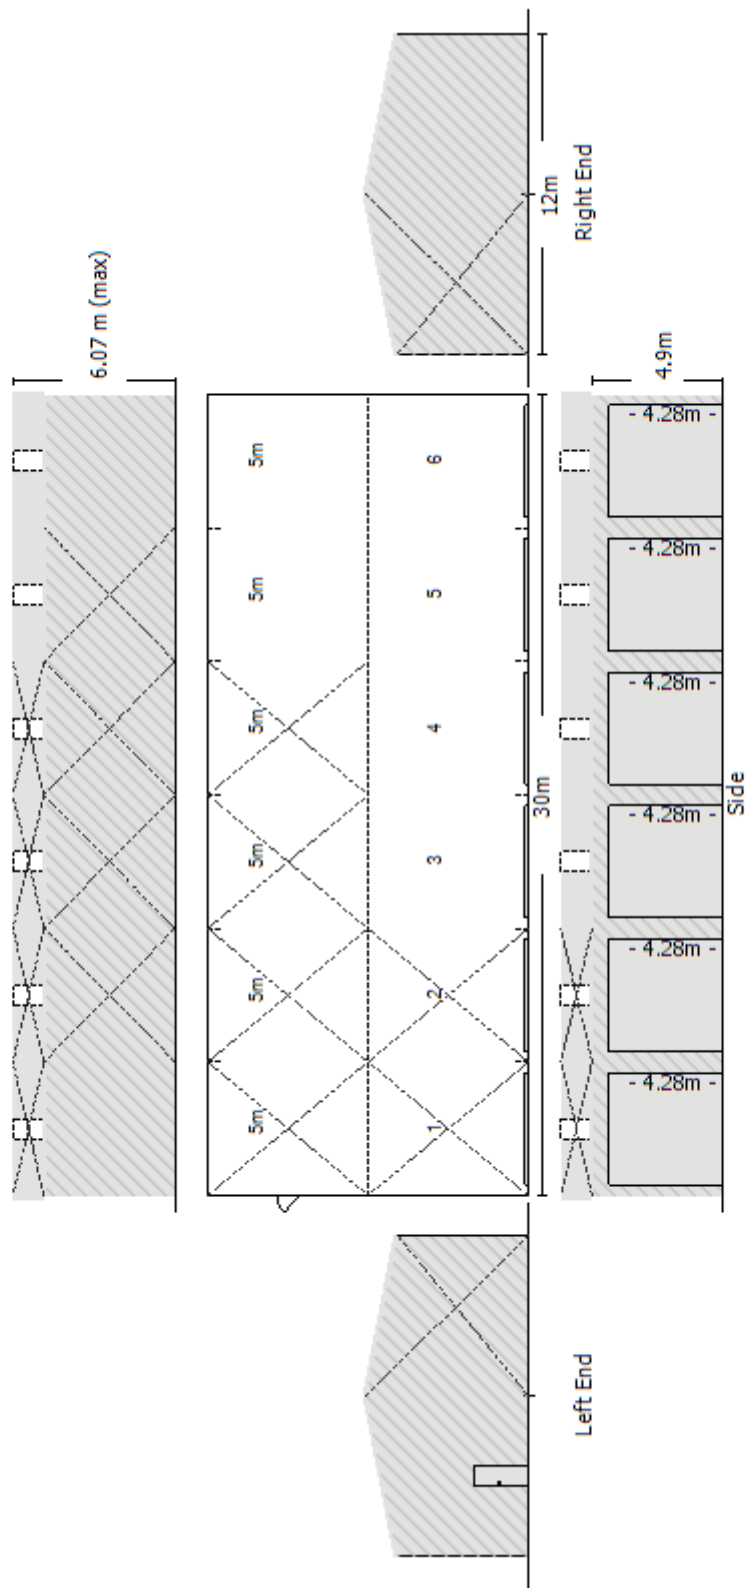 6.07 m (max)
5m
5m
5m
5m
5m
5m
1
2
3
4
5
6
30m
Left End
12m
Right End
4.9m
- 4.28m -
- 4.28m -
- 4.28m -
- 4.28m -
- 4.28m -
- 4.28m -
Side